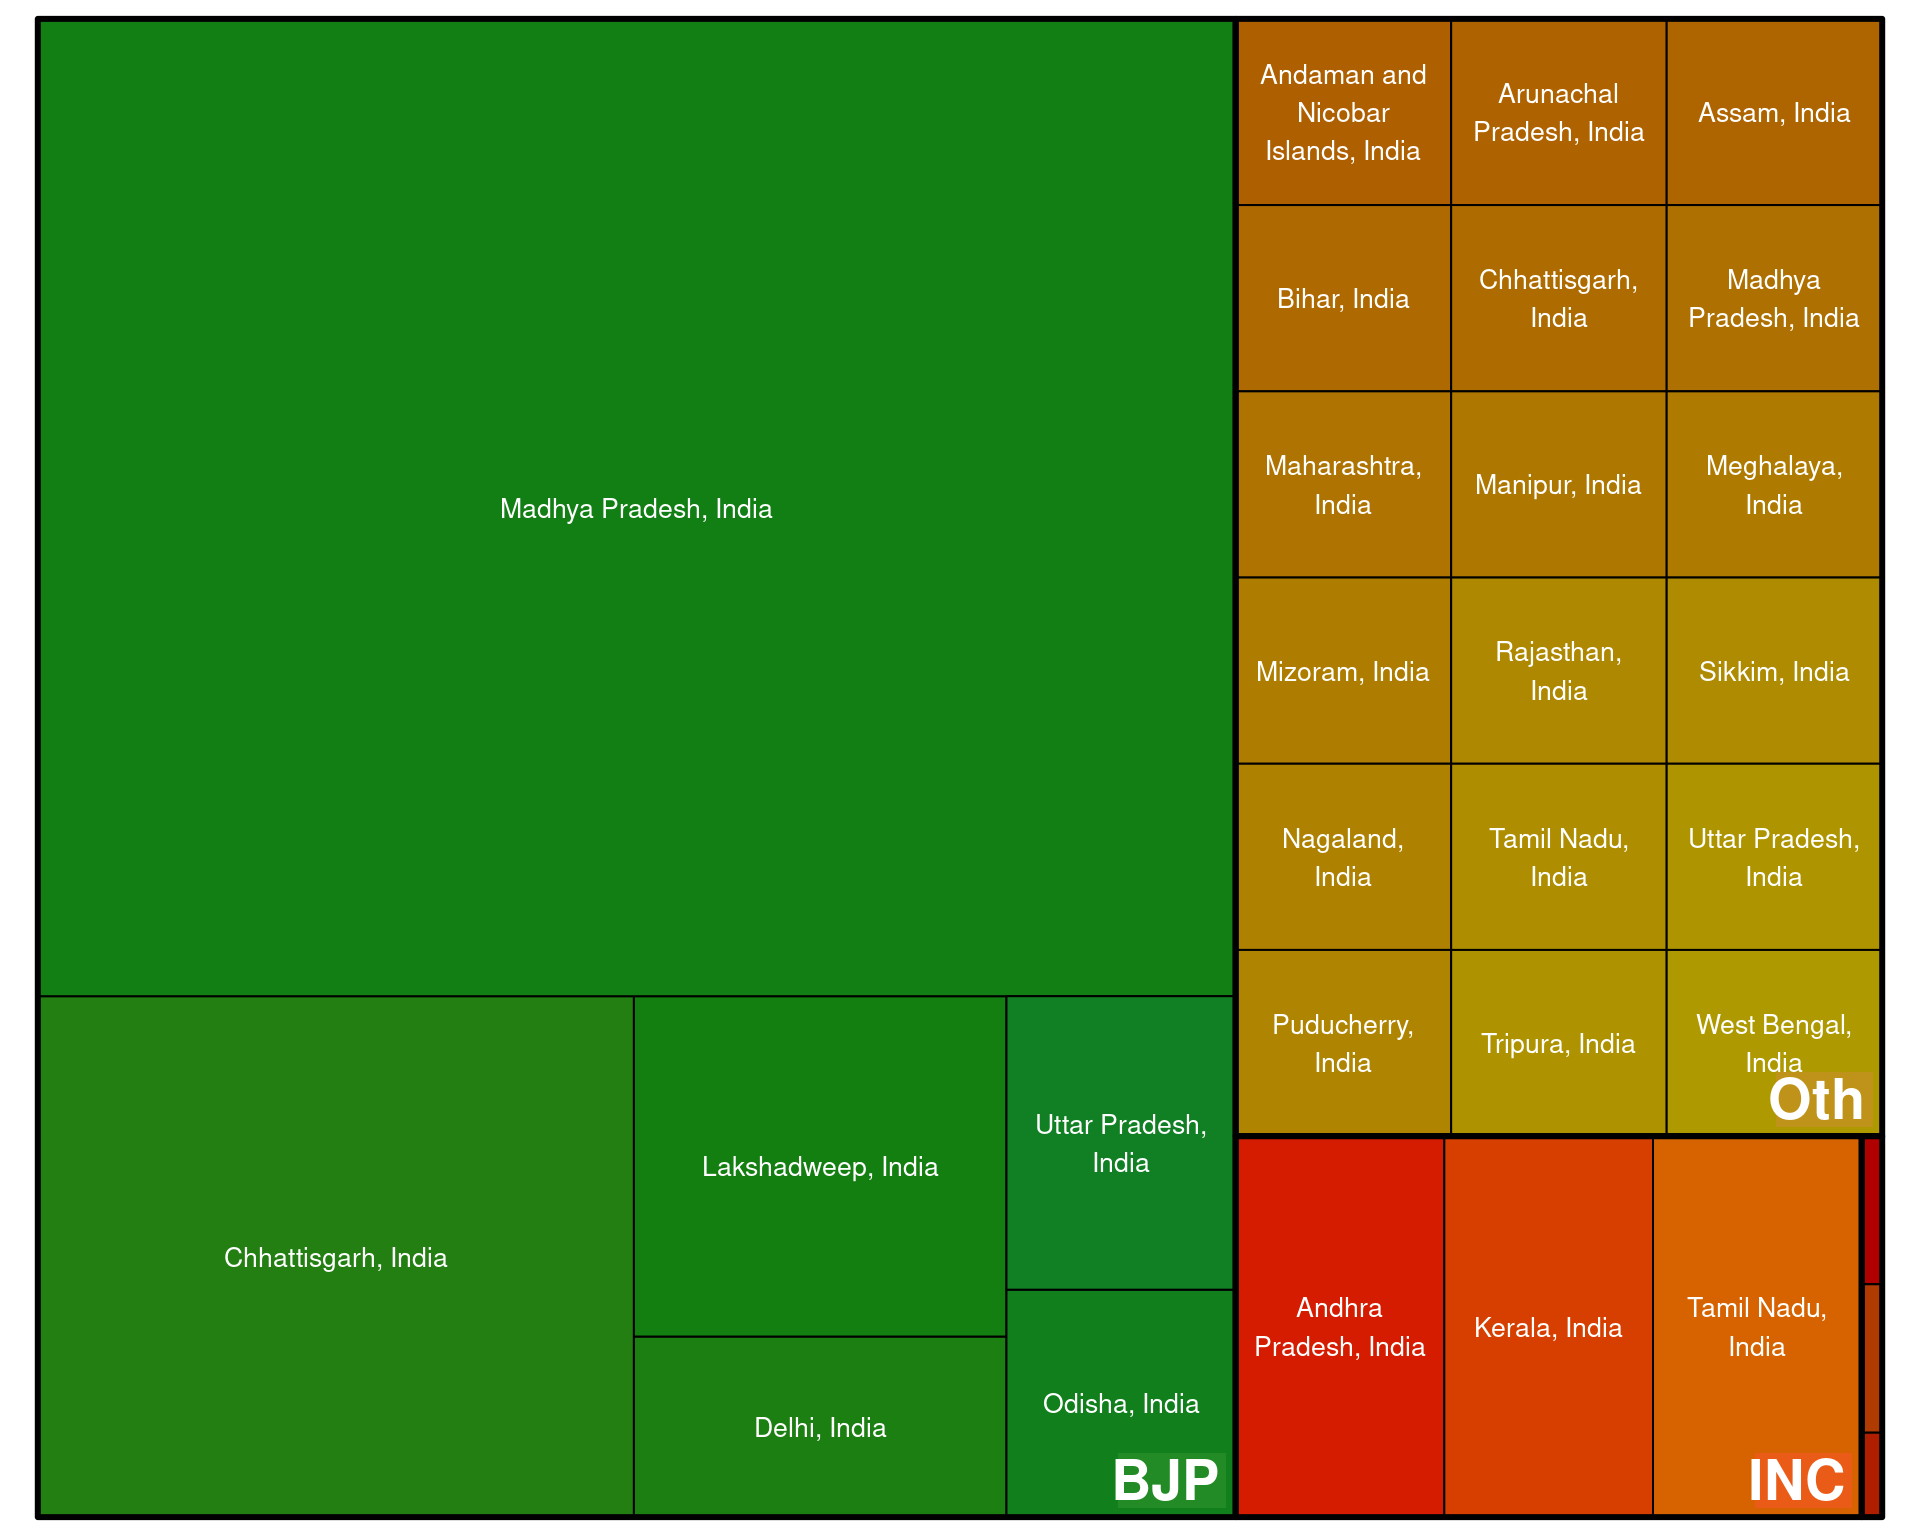 Madhya Pradesh, India
Chhattisgarh, India
Lakshadweep, India
Delhi, India
Uttar Pradesh,
India
Odisha, India
BJP
Andaman and
Nicobar
Islands, India
Arunachal
Pradesh, India
Assam, India
Bihar, India
Chhattisgarh,
India
Madhya
Pradesh, India
Maharashtra,
India
Manipur, India
Meghalaya,
India
Mizoram, India
Rajasthan,
India
Sikkim, India
Nagaland,
India
Tamil Nadu,
India
Uttar Pradesh,
India
Puducherry,
India
Tripura, India
West Bengal,
India
Oth
Andhra
Pradesh, India
Kerala, India
Tamil Nadu,
India
INC